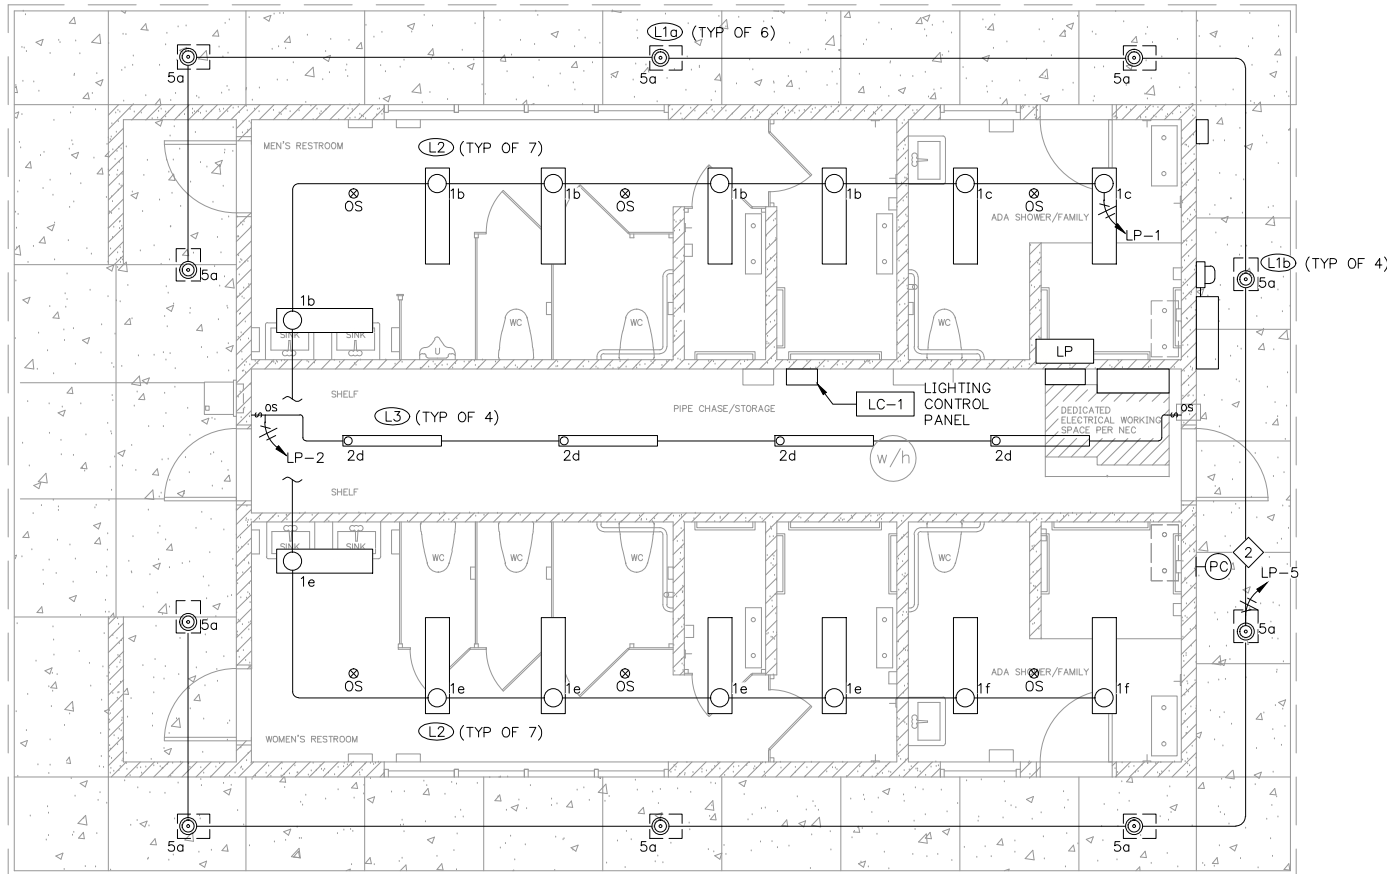 L1a (TYP OF 6)
5a
5a
5a
MEN'S RESTROOM
L2 (TYP OF 7)
1b
1b
1b
1b
1c
1c
OS
OS
OS
ADA SHOWER/FAMILY
LP-1
5a
L1b (TYP OF 4)
5a
1b
SINK
SINK
U
WC
WC
WC
LP
SHELF
PIPE CHASE/STORAGE
LC-1
LIGHTING
CONTROL
PANEL
DEDICATED
ELECTRICAL WORKING
SPACE PER NEC
$ OS
$ OS
L3 (TYP OF 4)
LP-2
2d
2d
2d
2d
w/h
SHELF
SINK
SINK
WC
WC
WC
WC
1e
2
PC
LP-5
5a
5a
OS
OS
OS
ADA SHOWER/FAMILY
1e
1e
1e
1e
1f
1f
L2 (TYP OF 7)
WOMEN'S RESTROOM
5a
5a
5a